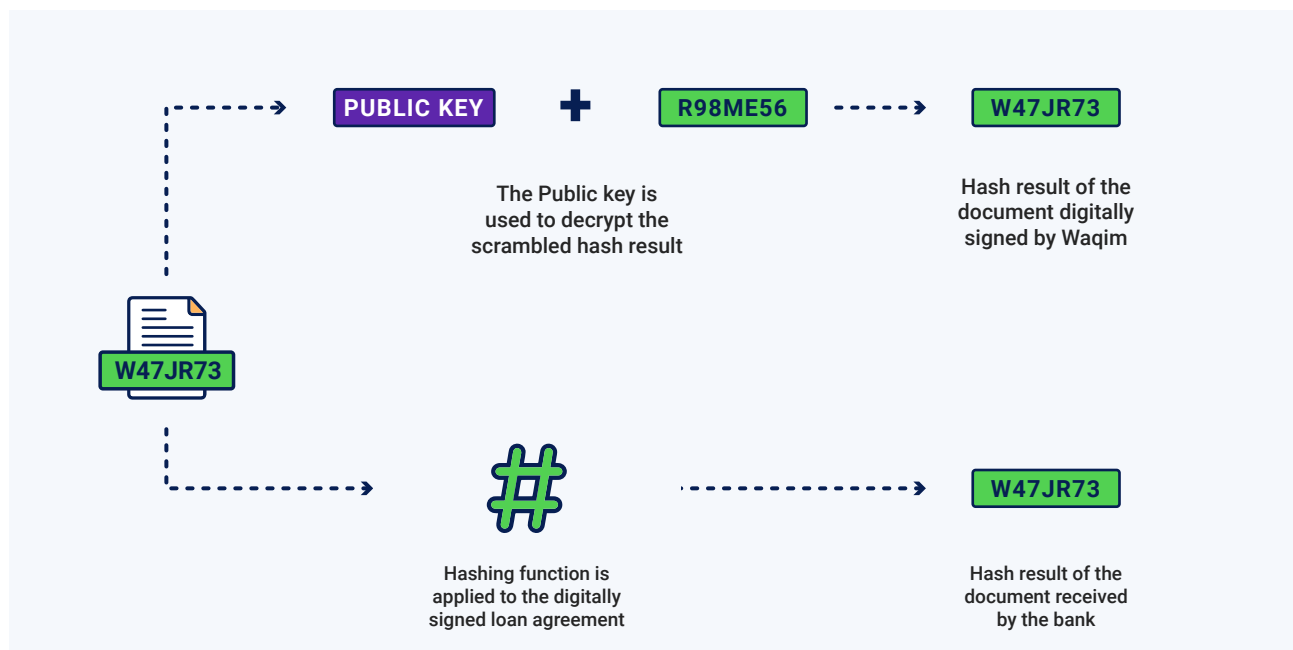 PUBLIC KEY
R98ME56
W47JR73
The Public key is
used to decrypt the
scrambled hash result
Hash result of the
document digitally
signed by Waqim
W47JR73
#
W47JR73
Hashing function is
applied to the digitally
signed loan agreement
Hash result of the
document received
by the bank